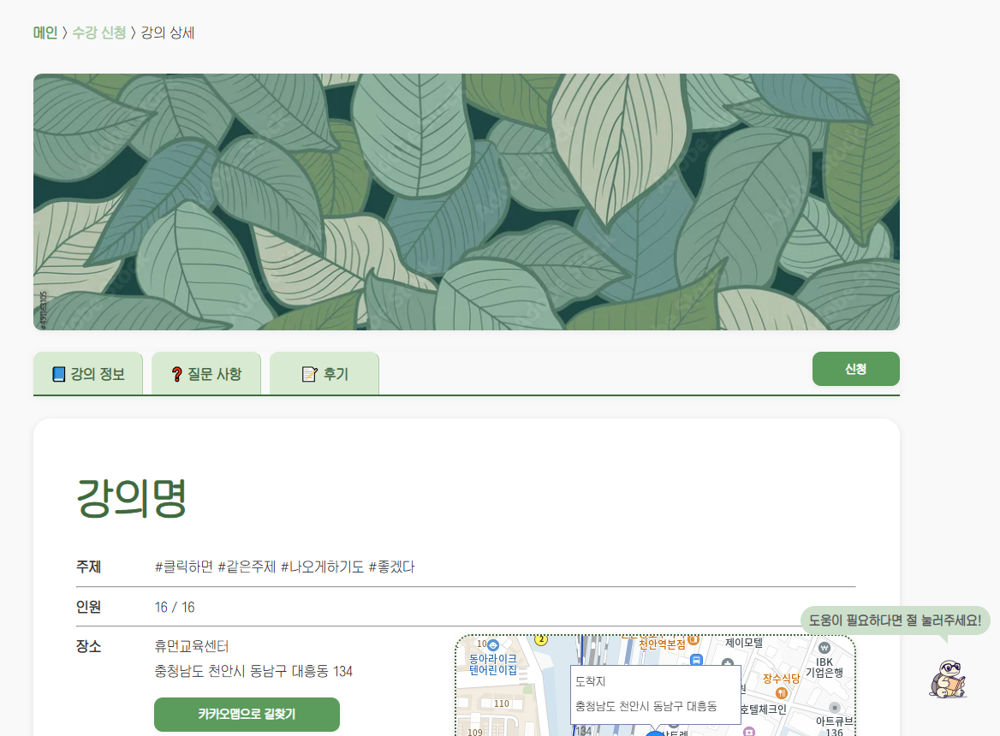 메인 〉 수강 신청 〉 강의 상세
#491063105
📘 강의 정보
❓ 질문 사항
📝 후기
신청
강의명
주제 #클릭하면 #같은주제 #나오게하기도 #좋겠다
인원 16 / 16
장소 휴먼교육센터
충청남도 천안시 동남구 대흥동 134
카카오맵으로 길찾기
도움이 필요하다면 절 눌러주세요!
2
10
동아라이크
텐어린이집
110
109
천안역본점
제이모텔
IBK
기업은행
장수식당
호텔체크인
아트큐브
136
도착지
충청남도 천안시 동남구 대흥동
134